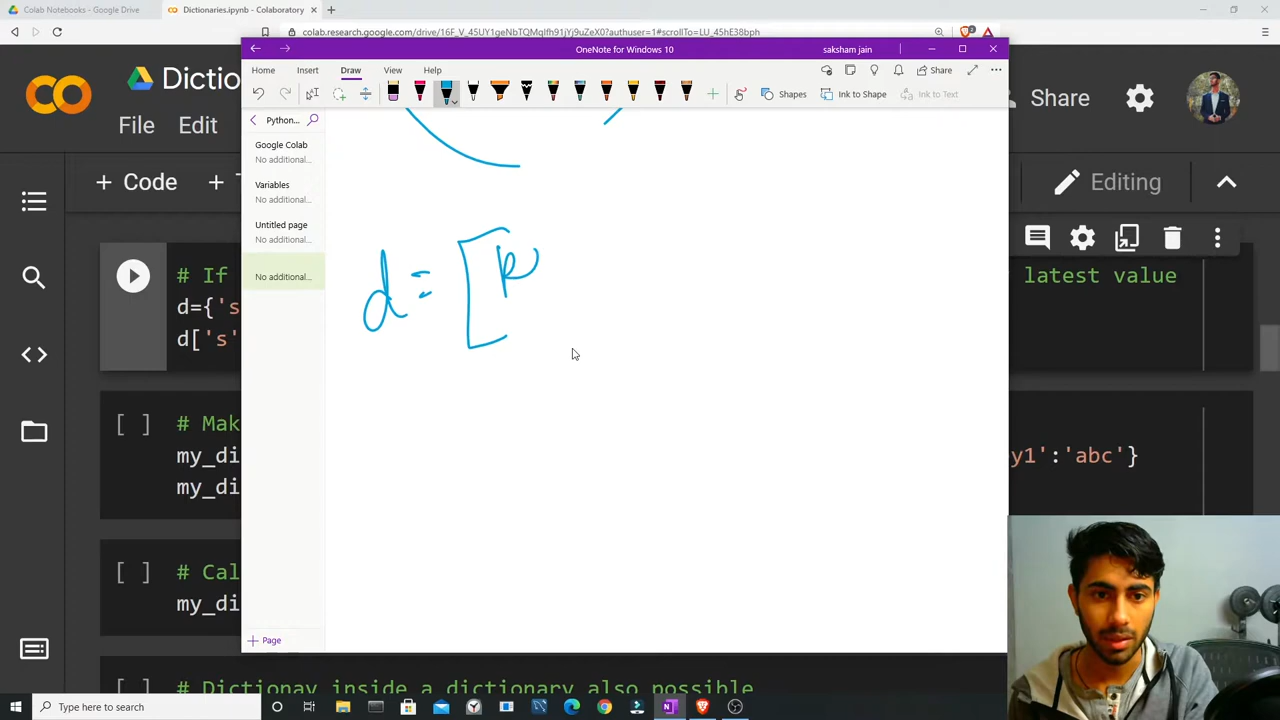 Colab Notebooks - Google Drive
Dictionaries.ipynb - Colaboratory
colab.research.google.com/drive/16F_V_45UY1geNbTQMqIfh91jYj9uZeX0?authuser=1#scrollTo=LU_45hE38bph
OneNote for Windows 10
saksham jain
Home Insert Draw View Help
Share
Shapes
Ink to Shape
Ink to Text
Diction
File Edit
Share
+ Code +
Editing
Python...
Google Colab
No additional...
Variables
No additional...
Untitled page
No additional...
No additional...
+ Page
d = [
# If
latest value
d={'s
d['s'
[ ] # Mak
my_di
y1':'abc'}
my_di
[ ] # Cal
my_di
[ ] # Dictionay inside a dictionary also possible
Type here to search